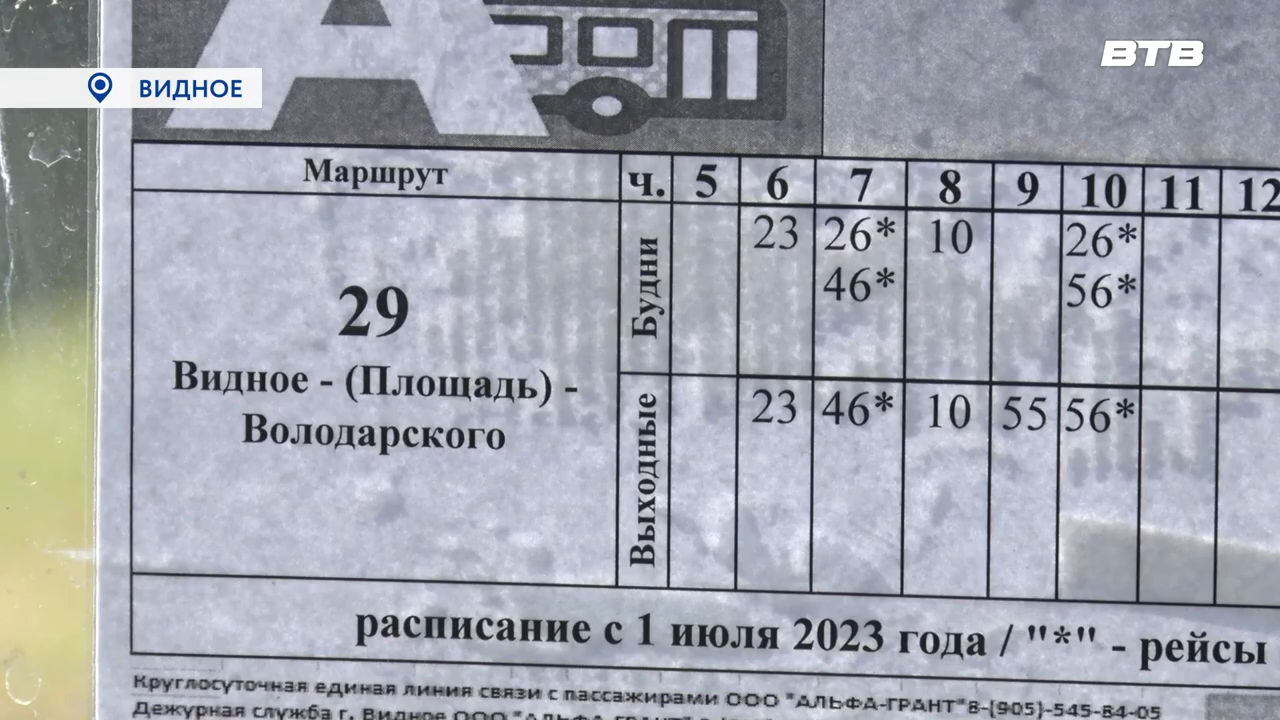 ВТВ
ВИДНОЕ
А
Маршрут ч. 5 6 7 8 9 10 11 12
29
Видное - (Площадь) -
Володарского
Будни 23 26* 10 26*
46* 56*
Выходные 23 46* 10 55 56*
расписание с 1 июля 2023 года / "*" - рейсы
Круглосуточная единая линия связи с пассажирами ООО "АЛЬФА-ГРАНТ"8-(905)-545-84-05
Дежурная служба г. Видное ООО "АЛЬФА-ГРАНТ"